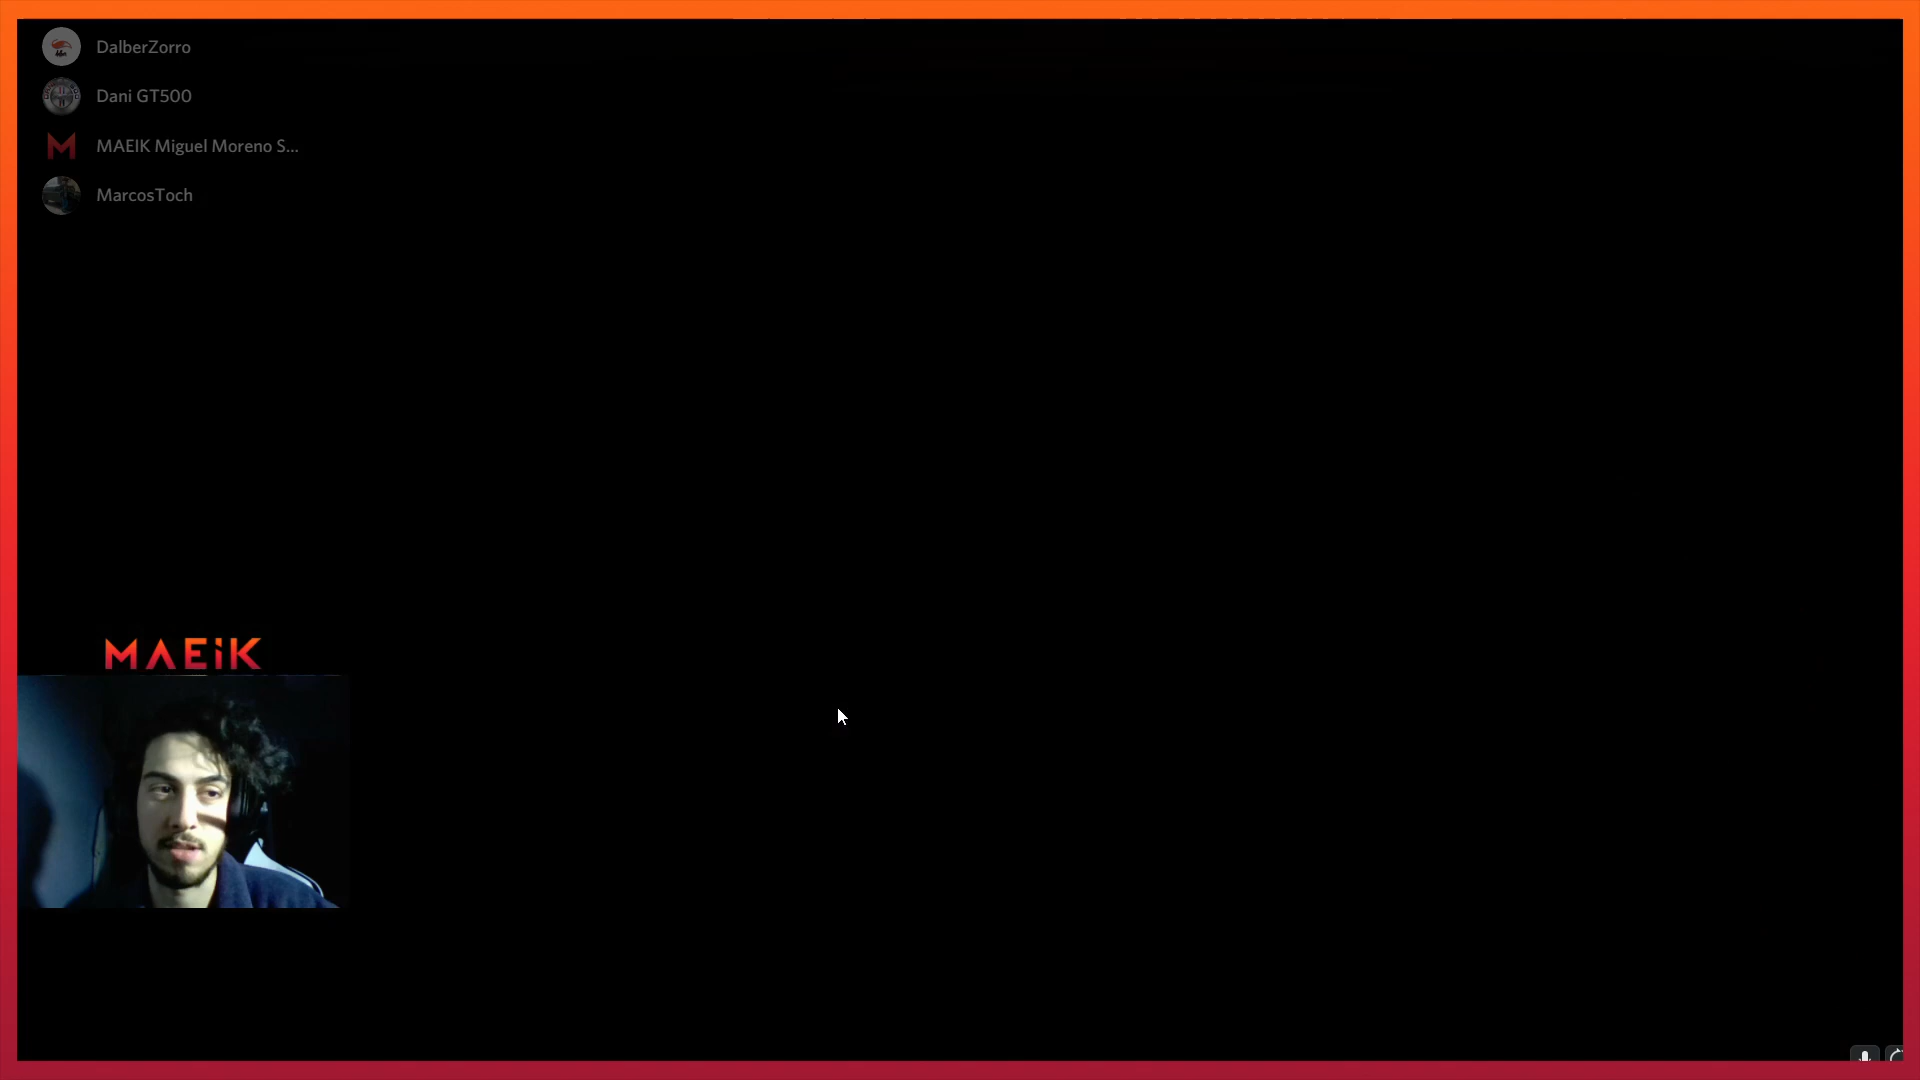 DalberZorro
Dani GT500
MAEIK Miguel Moreno S...
MarcosToch
MAEiK